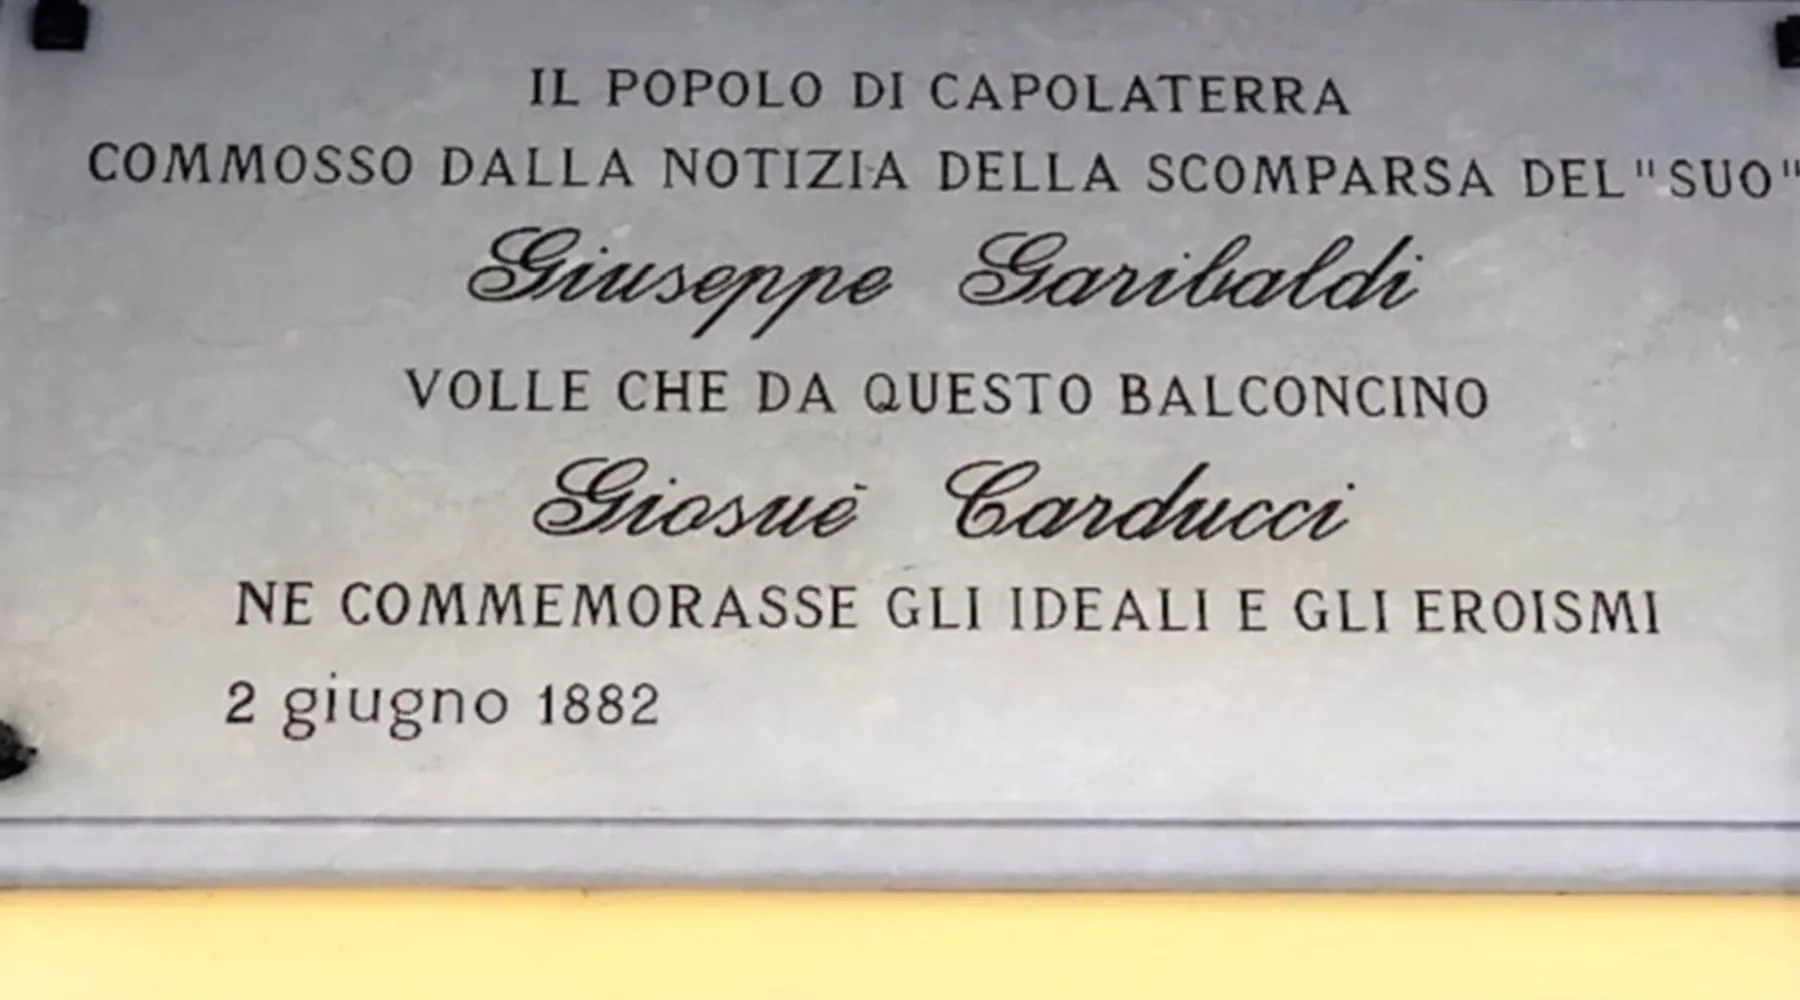 IL POPOLO DI CAPOLATERRA
COMMOSSO DALLA NOTIZIA DELLA SCOMPARSA DEL "SUO"
Giuseppe Garibaldi
VOLLE CHE DA QUESTO BALCONCINO
Giosuè Carducci
NE COMMEMORASSE GLI IDEALI E GLI EROISMI
2 giugno 1882